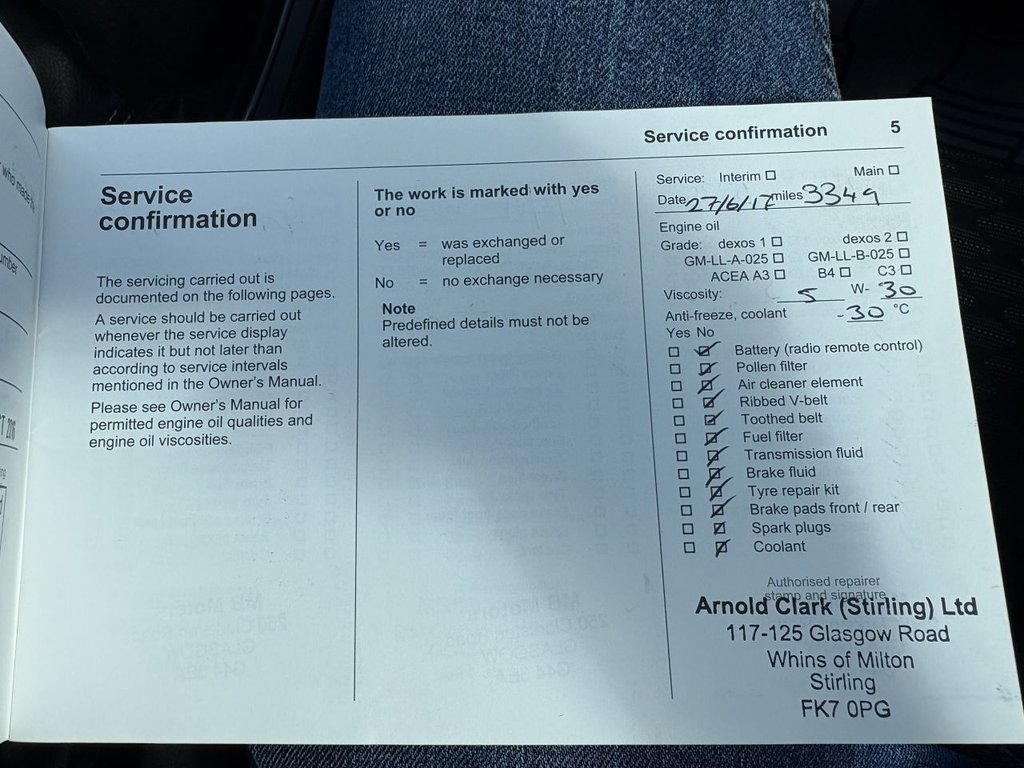 Service confirmation 5
Service
confirmation
The servicing carried out is
documented on the following pages.
A service should be carried out
whenever the service display
indicates it but not later than
according to service intervals
mentioned in the Owner's Manual.
Please see Owner's Manual for
permitted engine oil qualities and
engine oil viscosities.
The work is marked with yes
or no
Yes = was exchanged or
replaced
No = no exchange necessary
Note
Predefined details must not be
altered.
Service: Interim ☐ Main ☐
Date 27/6/17 miles 3349
Engine oil
Grade: dexos 1 ☐ dexos 2 ☐
GM-LL-A-025 ☐ GM-LL-B-025 ☐
ACEA A3 ☐ B4 ☐ C3 ☐
Viscosity: 5 W- 30
Anti-freeze, coolant -30 °C
Yes No
☐ ☑ Battery (radio remote control)
☐ ☑ Pollen filter
☐ ☑ Air cleaner element
☐ ☑ Ribbed V-belt
☐ ☑ Toothed belt
☐ ☑ Fuel filter
☐ ☑ Transmission fluid
☐ ☑ Brake fluid
☐ ☑ Tyre repair kit
☐ ☑ Brake pads front / rear
☐ ☑ Spark plugs
☐ ☑ Coolant
Authorised repairer
stamp and signature
Arnold Clark (Stirling) Ltd
117-125 Glasgow Road
Whins of Milton
Stirling
FK7 0PG